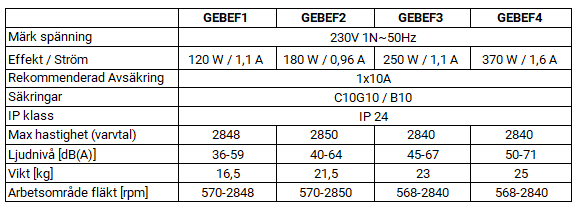 GEBEF1 GEBEF2 GEBEF3 GEBEF4
Märk spänning 230V 1N~50Hz
Effekt / Ström 120 W / 1,1 A 180 W / 0,96 A 250 W / 1,1 A 370 W / 1,6 A
Rekommenderad Avsäkring 1x10A
Säkringar C10G10 / B10
IP klass IP 24
Max hastighet (varvtal) 2848 2850 2840 2840
Ljudnivå [dB(A)] 36-59 40-64 45-67 50-71
Vikt [kg] 16,5 21,5 23 25
Arbetsområde fläkt [rpm] 570-2848 570-2850 568-2840 568-2840